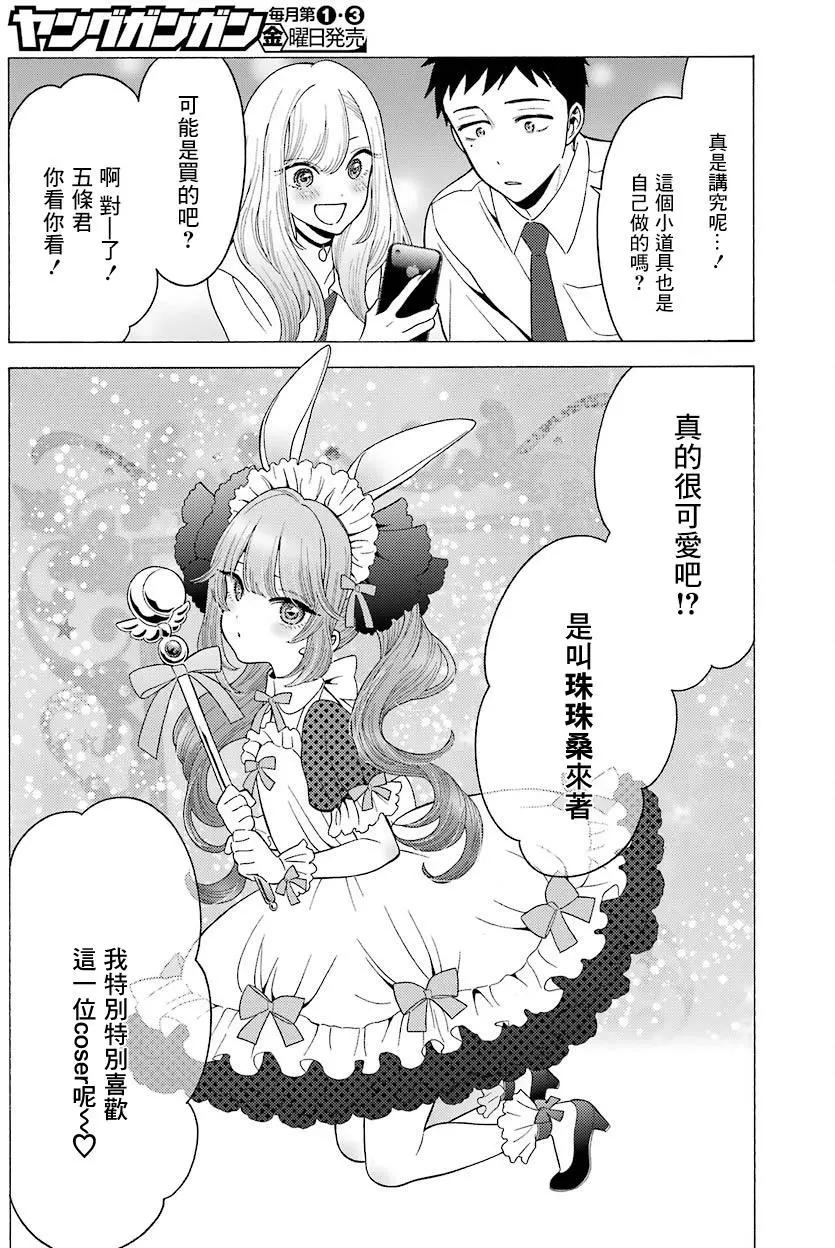 ヤングガンガン
毎月第❶・❸
金曜日発売
真是講究呢…！
這個小道具也是
自己做的嗎？
可能是買的吧？
啊 對—了！
五條君
你看你看！
真的很可愛吧!?
是叫珠珠桑來著
我特別特別喜歡
這一位coser呢~♡